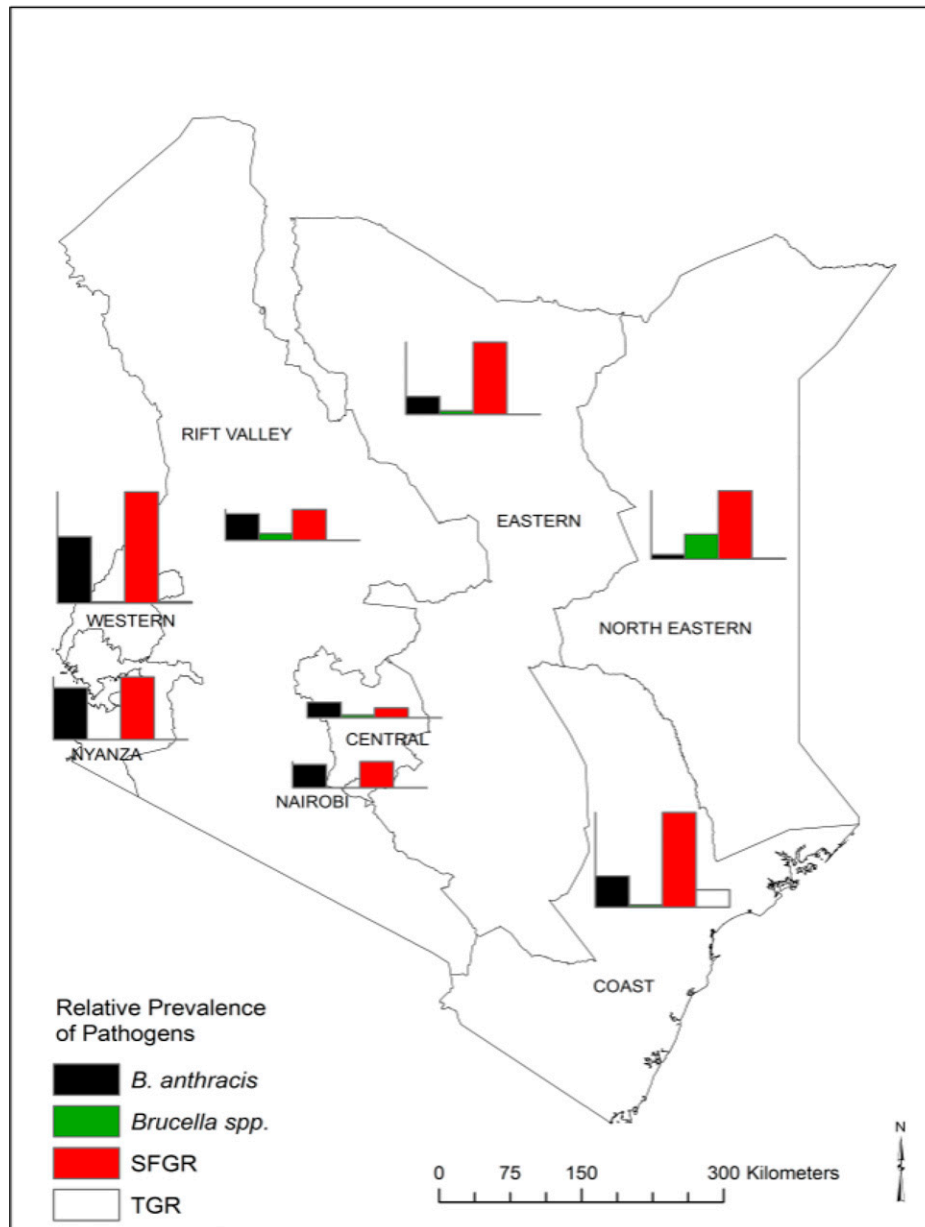 RIFT VALLEY
EASTERN
WESTERN
NORTH EASTERN
NYANZA
CENTRAL
NAIROBI
COAST
Relative Prevalence
of Pathogens
B. anthracis
Brucella spp.
SFGR
TGR
N
0 75 150 300 Kilometers